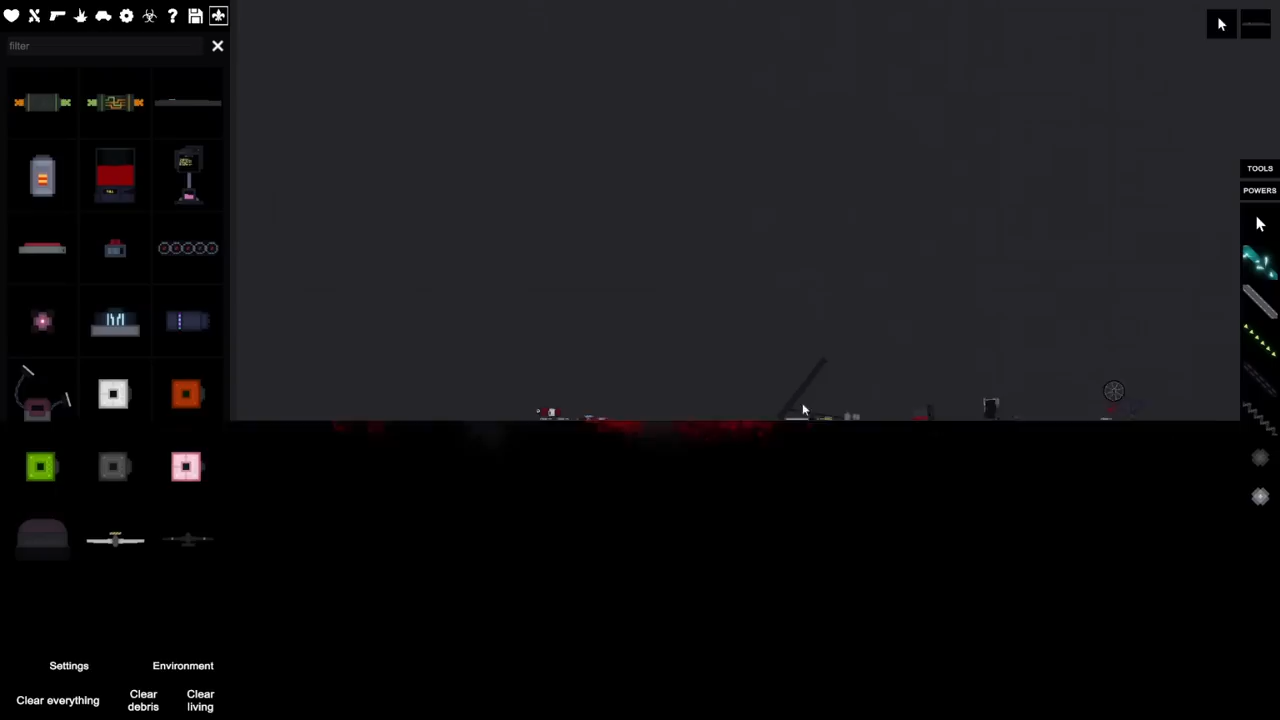 filter
TOOLS
POWERS
Settings
Environment
Clear everything
Clear
debris
Clear
living